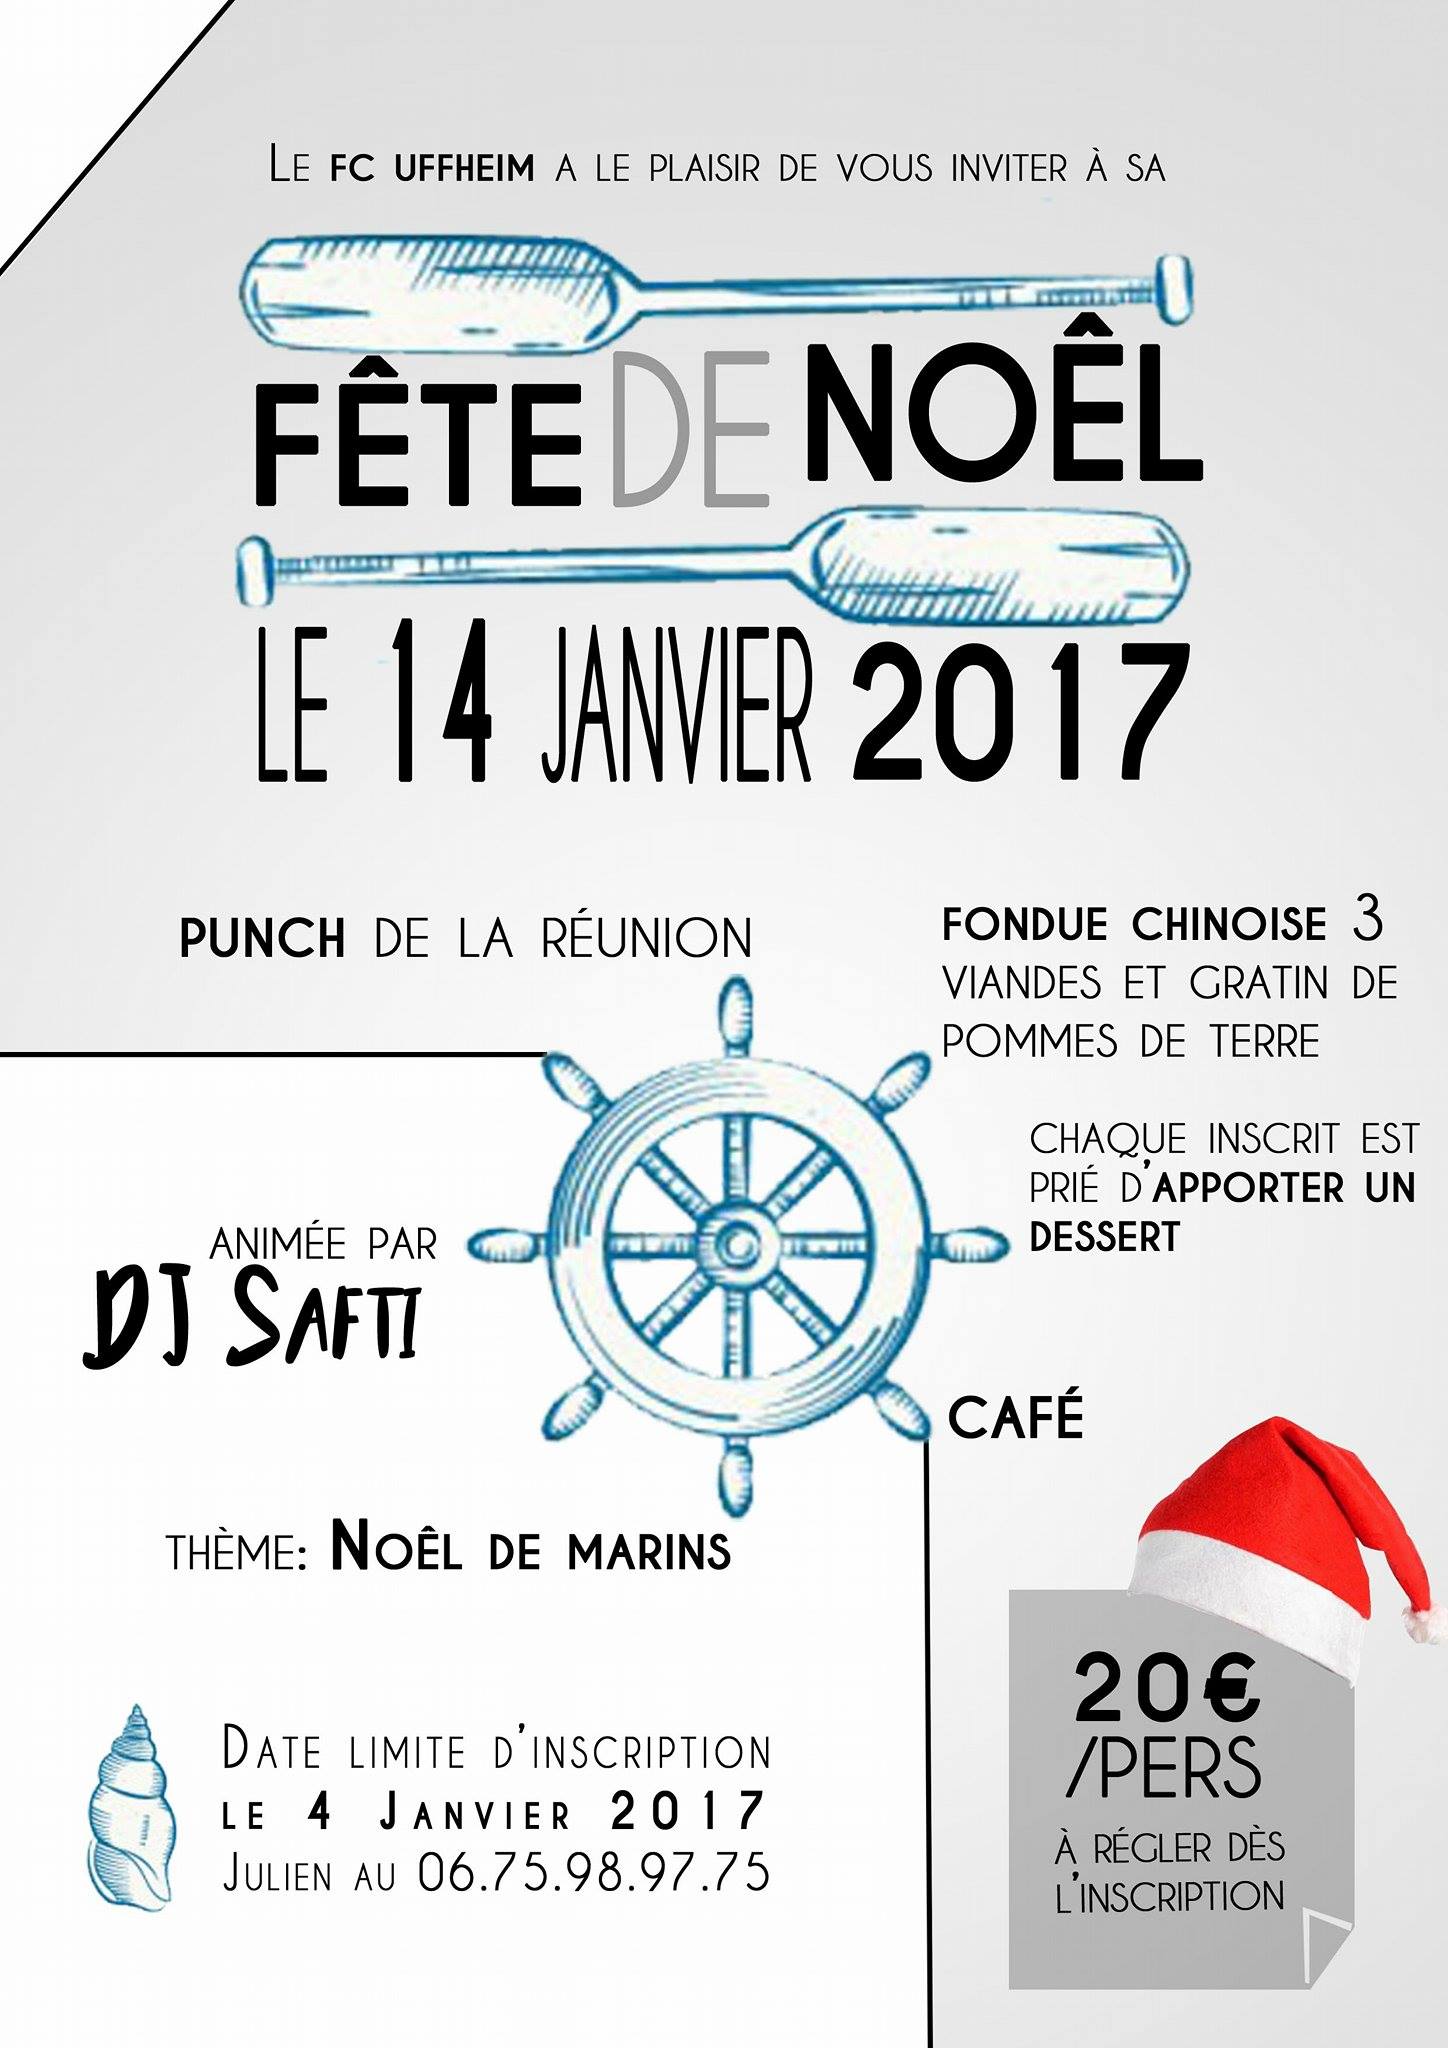 Le FC UFFHEIM A LE PLAISIR DE VOUS INVITER À SA
FÊTE DE NOÊL
LE 14 JANVIER 2017
PUNCH DE LA RÉUNION
FONDUE CHINOISE 3
VIANDES ET GRATIN DE
POMMES DE TERRE
CHAQUE INSCRIT EST
PRIÉ D'APPORTER UN
DESSERT
ANIMÉE PAR
DJ SAFTI
CAFÉ
THÈME: NOÊL DE MARINS
DATE LIMITE D'INSCRIPTION
LE 4 JANVIER 2017
JULIEN AU 06.75.98.97.75
20€
/PERS
À RÉGLER DÈS
L'INSCRIPTION